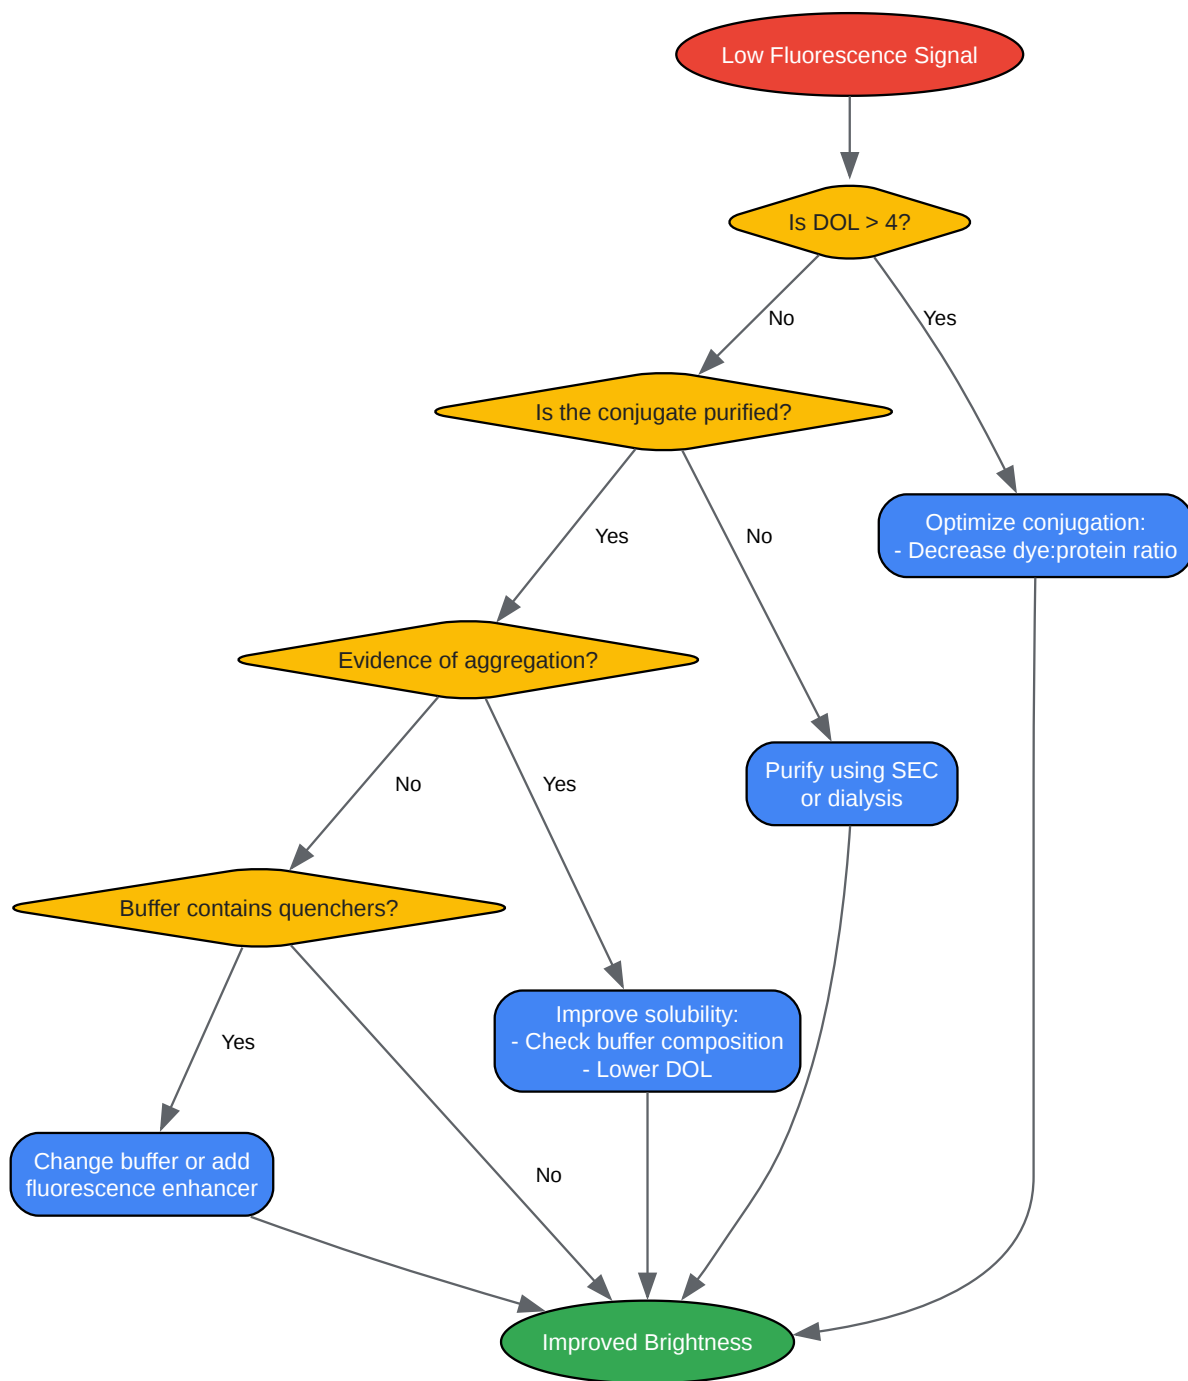 Low Fluorescence Signal
Is DOL > 4?
No
Yes
Is the conjugate purified?
Optimize conjugation:
- Decrease dye:protein ratio
Yes
No
Evidence of aggregation?
Purify using SEC
or dialysis
No
Yes
Buffer contains quenchers?
Improve solubility:
- Check buffer composition
- Lower DOL
Yes
Change buffer or add
fluorescence enhancer
No
Improved Brightness